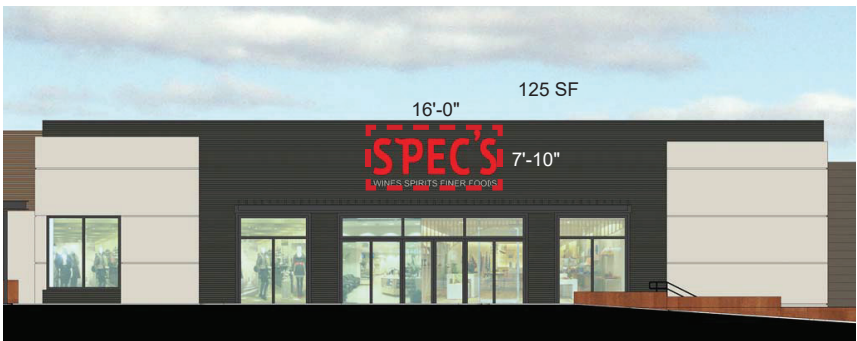 125 SF
16'-0"
SPEC'S
7'-10"
WINES SPIRITS FINER FOODS